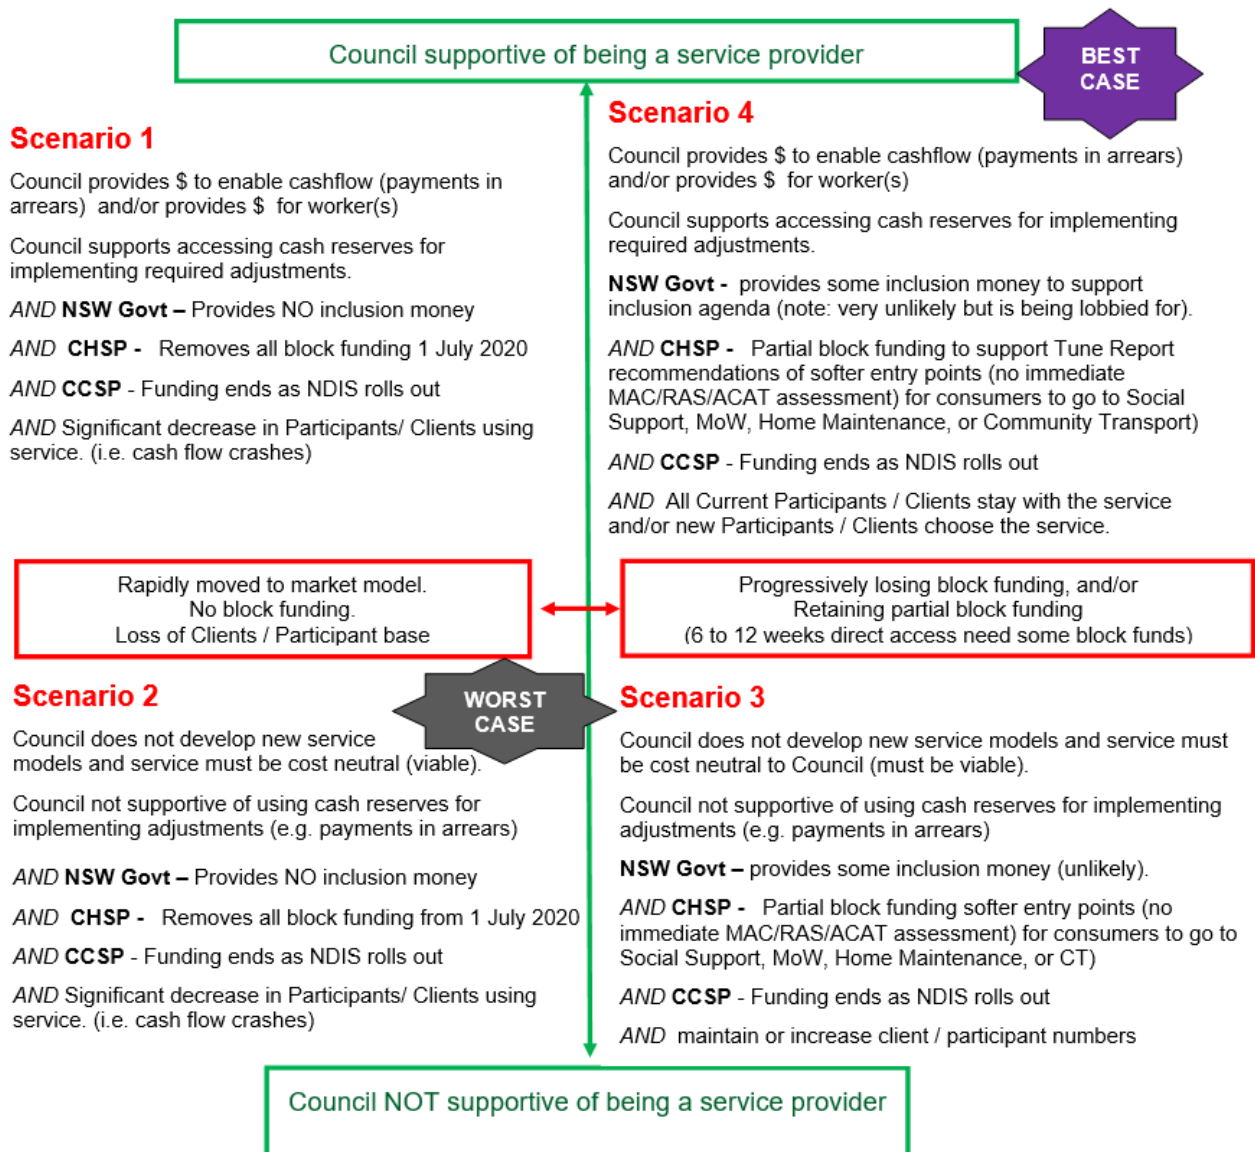 Council supportive of being a service provider
BEST
CASE
Scenario 1
Council provides $ to enable cashflow (payments in
arrears) and/or provides $ for worker(s)
Council supports accessing cash reserves for
implementing required adjustments.
AND NSW Govt – Provides NO inclusion money
AND CHSP - Removes all block funding 1 July 2020
AND CCSP - Funding ends as NDIS rolls out
AND Significant decrease in Participants/ Clients using
service. (i.e. cash flow crashes)
Scenario 4
Council provides $ to enable cashflow (payments in arrears)
and/or provides $ for worker(s)
Council supports accessing cash reserves for implementing
required adjustments.
NSW Govt - provides some inclusion money to support
inclusion agenda (note: very unlikely but is being lobbied for).
AND CHSP - Partial block funding to support Tune Report
recommendations of softer entry points (no immediate
MAC/RAS/ACAT assessment) for consumers to go to Social
Support, MoW, Home Maintenance, or Community Transport)
AND CCSP - Funding ends as NDIS rolls out
AND All Current Participants / Clients stay with the service
and/or new Participants / Clients choose the service.
Rapidly moved to market model.
No block funding.
Loss of Clients / Participant base
Progressively losing block funding, and/or
Retaining partial block funding
(6 to 12 weeks direct access need some block funds)
WORST
CASE
Scenario 2
Council does not develop new service
models and service must be cost neutral (viable).
Council not supportive of using cash reserves for
implementing adjustments (e.g. payments in arrears)
AND NSW Govt – Provides NO inclusion money
AND CHSP - Removes all block funding from 1 July 2020
AND CCSP - Funding ends as NDIS rolls out
AND Significant decrease in Participants/ Clients using
service. (i.e. cash flow crashes)
Scenario 3
Council does not develop new service models and service must
be cost neutral to Council (must be viable).
Council not supportive of using cash reserves for implementing
adjustments (e.g. payments in arrears)
NSW Govt – provides some inclusion money (unlikely).
AND CHSP - Partial block funding softer entry points (no
immediate MAC/RAS/ACAT assessment) for consumers to go to
Social Support, MoW, Home Maintenance, or CT)
AND CCSP - Funding ends as NDIS rolls out
AND maintain or increase client / participant numbers
Council NOT supportive of being a service provider